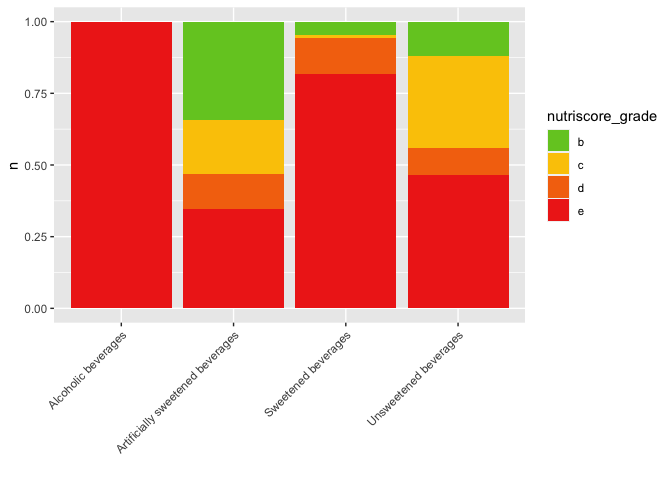 1.00
0.75
0.50
0.25
0.00
n
Alcoholic beverages
Artificially sweetened beverages
Sweetened beverages
Unsweetened beverages
nutriscore_grade
b
c
d
e